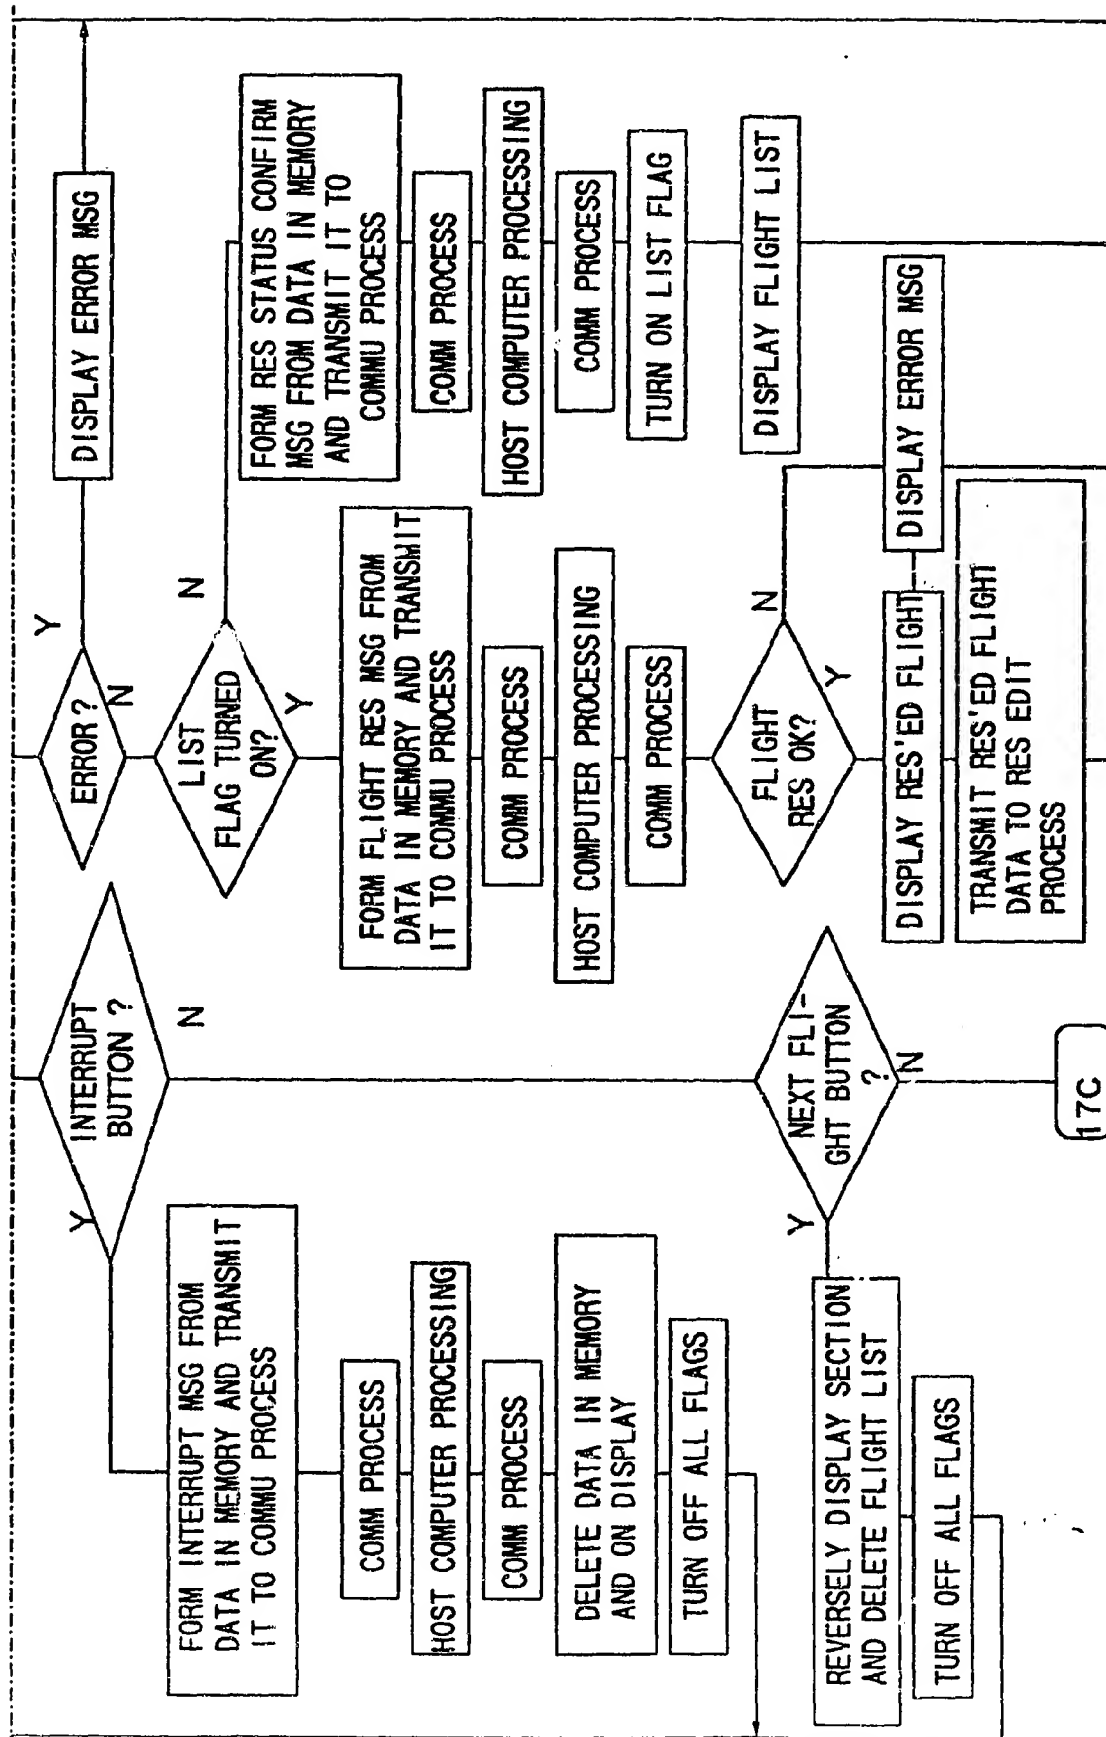 INTERRUPT
BUTTON ?
Y
N
FORM INTERRUPT MSG FROM
DATA IN MEMORY AND TRANSMIT
IT TO COMMU PROCESS
COMM PROCESS
HOST COMPUTER PROCESSING
COMM PROCESS
DELETE DATA IN MEMORY
AND ON DISPLAY
TURN OFF ALL FLAGS
NEXT FLI-
GHT BUTTON
?
Y
N
REVERSELY DISPLAY SECTION
AND DELETE FLIGHT LIST
TURN OFF ALL FLAGS
17C
ERROR?
Y
N
DISPLAY ERROR MSG
LIST
FLAG TURNED
ON?
N
Y
FORM RES STATUS CONFIRM
MSG FROM DATA IN MEMORY
AND TRANSMIT IT TO
COMMU PROCESS
COMM PROCESS
HOST COMPUTER PROCESSING
COMM PROCESS
TURN ON LIST FLAG
DISPLAY FLIGHT LIST
FORM FLIGHT RES MSG FROM
DATA IN MEMORY AND TRANSMIT
IT TO COMMU PROCESS
COMM PROCESS
HOST COMPUTER PROCESSING
COMM PROCESS
FLIGHT
RES OK?
N
Y
DISPLAY ERROR MSG
DISPLAY RES'ED FLIGHT
TRANSMIT RES'ED FLIGHT
DATA TO RES EDIT
PROCESS